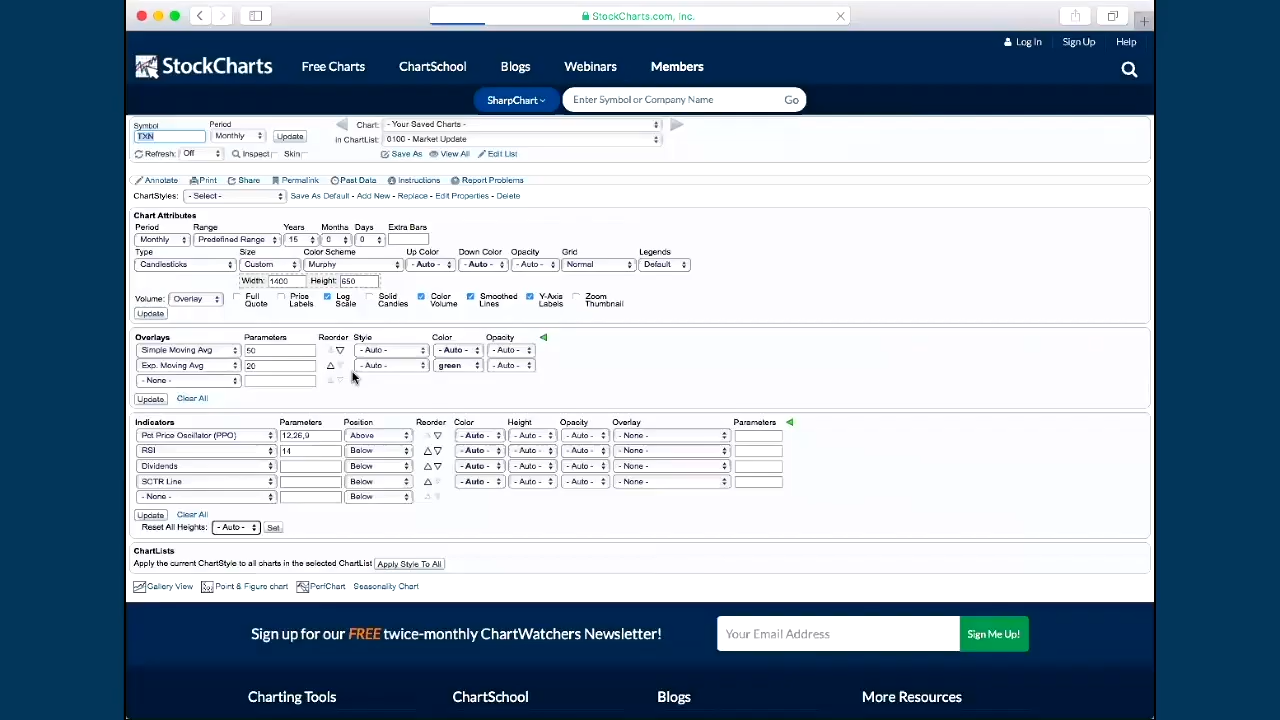 StockCharts.com, Inc.
Log In Sign Up Help
StockCharts Free Charts ChartSchool Blogs Webinars Members
SharpChart Enter Symbol or Company Name Go
Symbol Period Chart: - Your Saved Charts -
TXN Monthly Update in ChartList: 0100 - Market Update
Refresh: Off Inspect Skin Save As View All Edit List
Annotate Print Share Permalink Past Data Instructions Report Problems
ChartStyles: - Select - Save As Default - Add New - Replace - Edit Properties - Delete
Chart Attributes
Period Range Years Months Days Extra Bars
Monthly Predefined Range 15 0 0
Type Size Color Scheme Up Color Down Color Opacity Grid Legends
Candlesticks Custom Murphy - Auto - - Auto - - Auto - Normal Default
Width: 1400 Height: 650
Volume: Overlay Full Quote Price Labels Log Scale Solid Candles Color Volume Smoothed Lines Y-Axis Labels Zoom Thumbnail
Update
Overlays Parameters Reorder Style Color Opacity
Simple Moving Avg 50 - Auto - - Auto - - Auto -
Exp. Moving Avg 20 - Auto - green - Auto -
- None -
Update Clear All
Indicators Parameters Position Reorder Color Height Opacity Overlay Parameters
Pct Price Oscillator (PPO) 12,26,9 Above - Auto - - Auto - - Auto - - None -
RSI 14 Below - Auto - - Auto - - Auto - - None -
Dividends Below - Auto - - Auto - - Auto - - None -
SCTR Line Below - Auto - - Auto - - Auto - - None -
- None - Below
Update Clear All
Reset All Heights: - Auto - Set
ChartLists
Apply the current ChartStyle to all charts in the selected ChartList Apply Style To All
Gallery View Point & Figure chart PerfChart Seasonality Chart
Sign up for our FREE twice-monthly ChartWatchers Newsletter! Your Email Address Sign Me Up!
Charting Tools ChartSchool Blogs More Resources